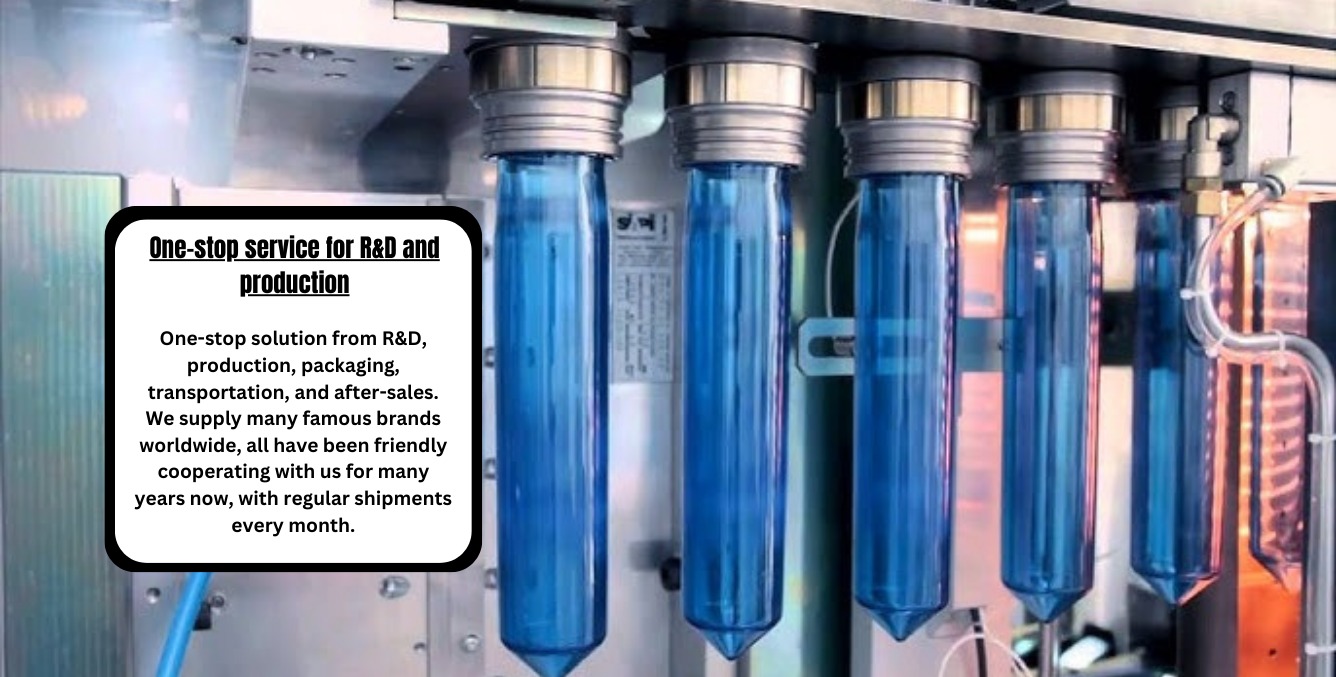 One-stop service for R&D and
production
One-stop solution from R&D,
production, packaging,
transportation, and after-sales.
We supply many famous brands
worldwide, all have been friendly
cooperating with us for many
years now, with regular shipments
every month.